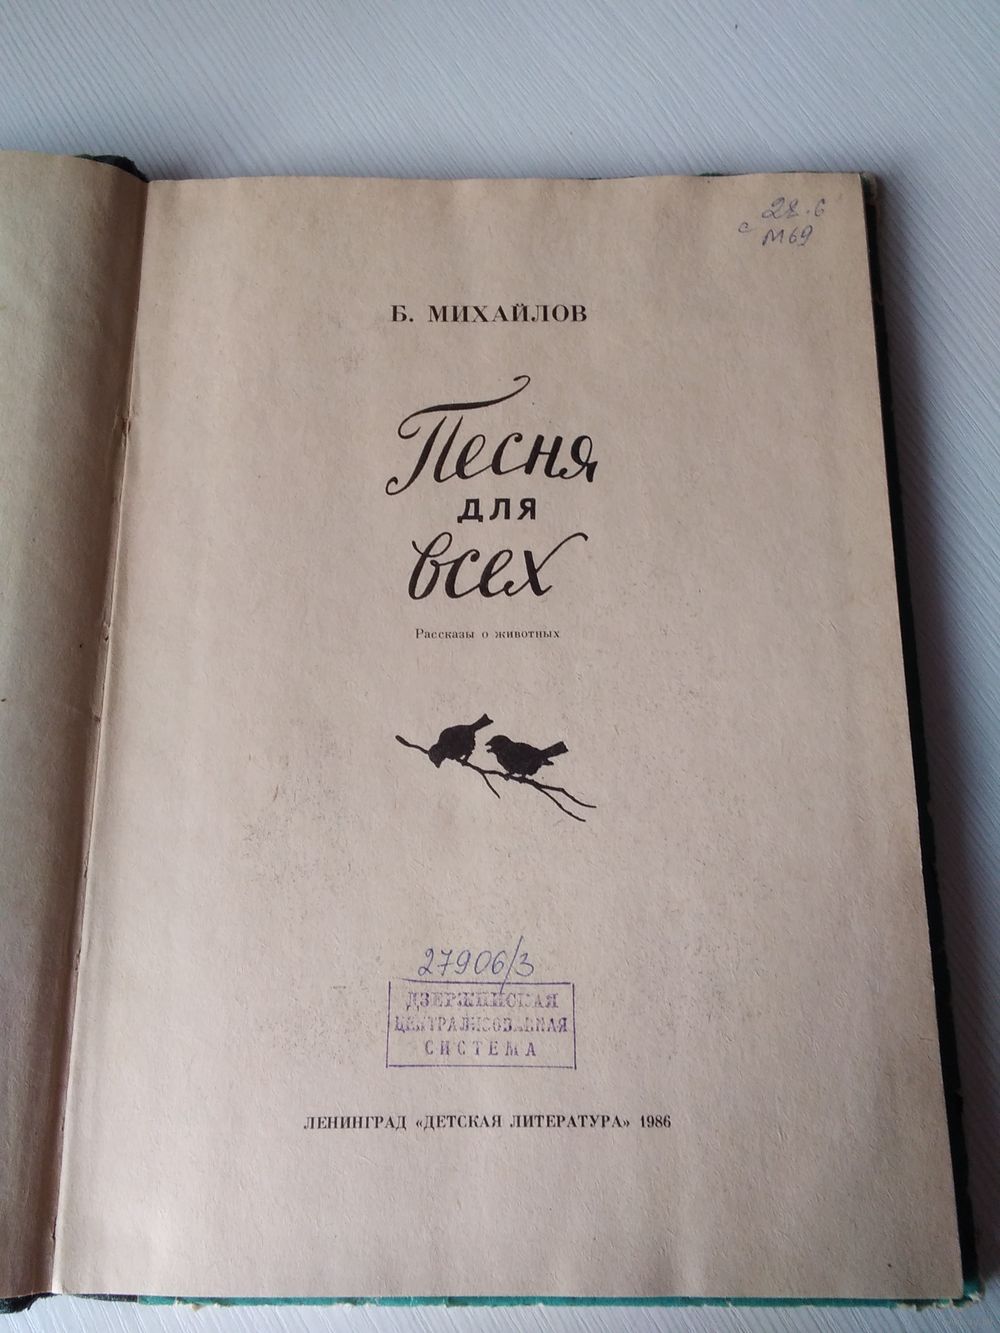 28.6
с М69
Б. МИХАЙЛОВ
Песня
для
всех
Рассказы о животных
27906/3
ДЗЕРЖИНСКАЯ
ЦЕНТРАЛИЗОВАННАЯ
СИСТЕМА
ЛЕНИНГРАД «ДЕТСКАЯ ЛИТЕРАТУРА» 1986